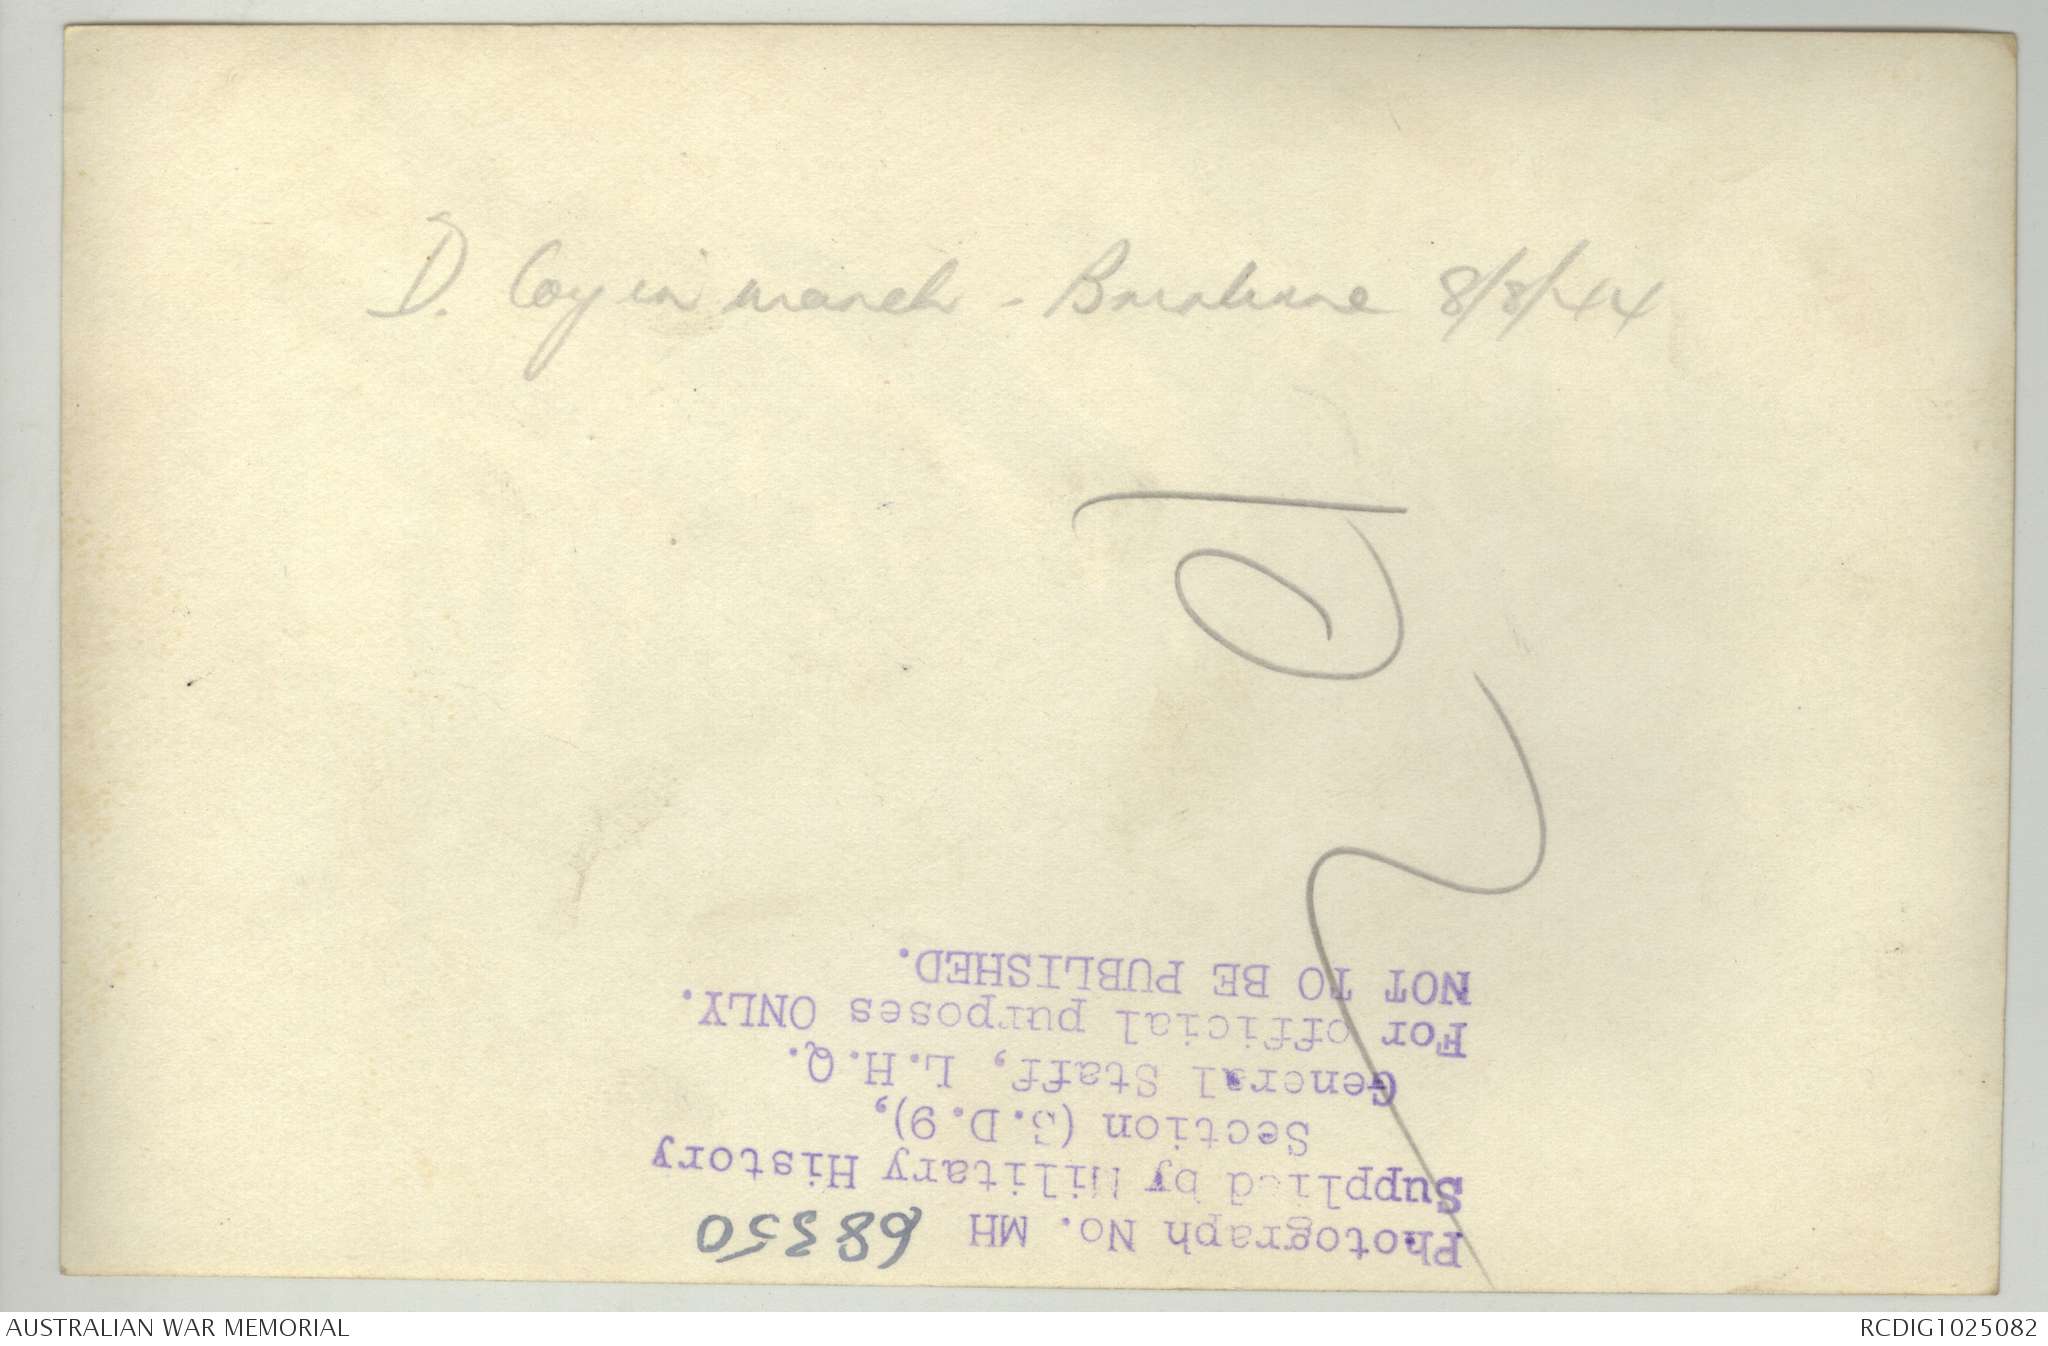 D. Coy in march - Brisbane 8/8/44
Photograph No. MH 68350
Supplied by Military History
Section (S.D.9),
General Staff, L.H.Q.
For official purposes ONLY.
NOT TO BE PUBLISHED.
AUSTRALIAN WAR MEMORIAL
RCDIG1025082